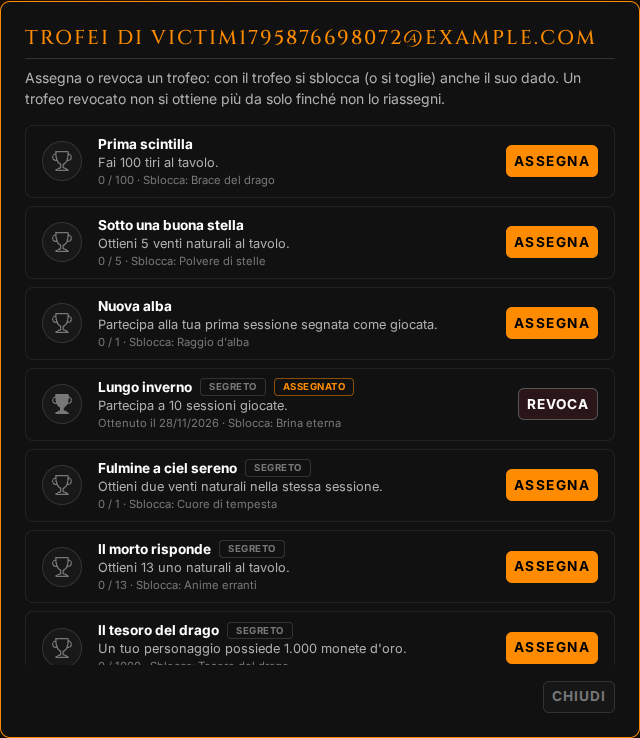 TROFEI DI VICTIM1795876698072@EXAMPLE.COM
Assegna o revoca un trofeo: con il trofeo si sblocca (o si toglie) anche il suo dado. Un
trofeo revocato non si ottiene più da solo finché non lo riassegni.
Prima scintilla
Fai 100 tiri al tavolo.
0 / 100 · Sblocca: Brace del drago
ASSEGNA
Sotto una buona stella
Ottieni 5 venti naturali al tavolo.
0 / 5 · Sblocca: Polvere di stelle
ASSEGNA
Nuova alba
Partecipa alla tua prima sessione segnata come giocata.
0 / 1 · Sblocca: Raggio d'alba
ASSEGNA
Lungo inverno SEGRETO ASSEGNATO
Partecipa a 10 sessioni giocate.
Ottenuto il 28/11/2026 · Sblocca: Brina eterna
REVOCA
Fulmine a ciel sereno SEGRETO
Ottieni due venti naturali nella stessa sessione.
0 / 1 · Sblocca: Cuore di tempesta
ASSEGNA
Il morto risponde SEGRETO
Ottieni 13 uno naturali al tavolo.
0 / 13 · Sblocca: Anime erranti
ASSEGNA
Il tesoro del drago SEGRETO
Un tuo personaggio possiede 1.000 monete d'oro.
0 / 1000 · Sblocca: Tesoro del drago
ASSEGNA
CHIUDI